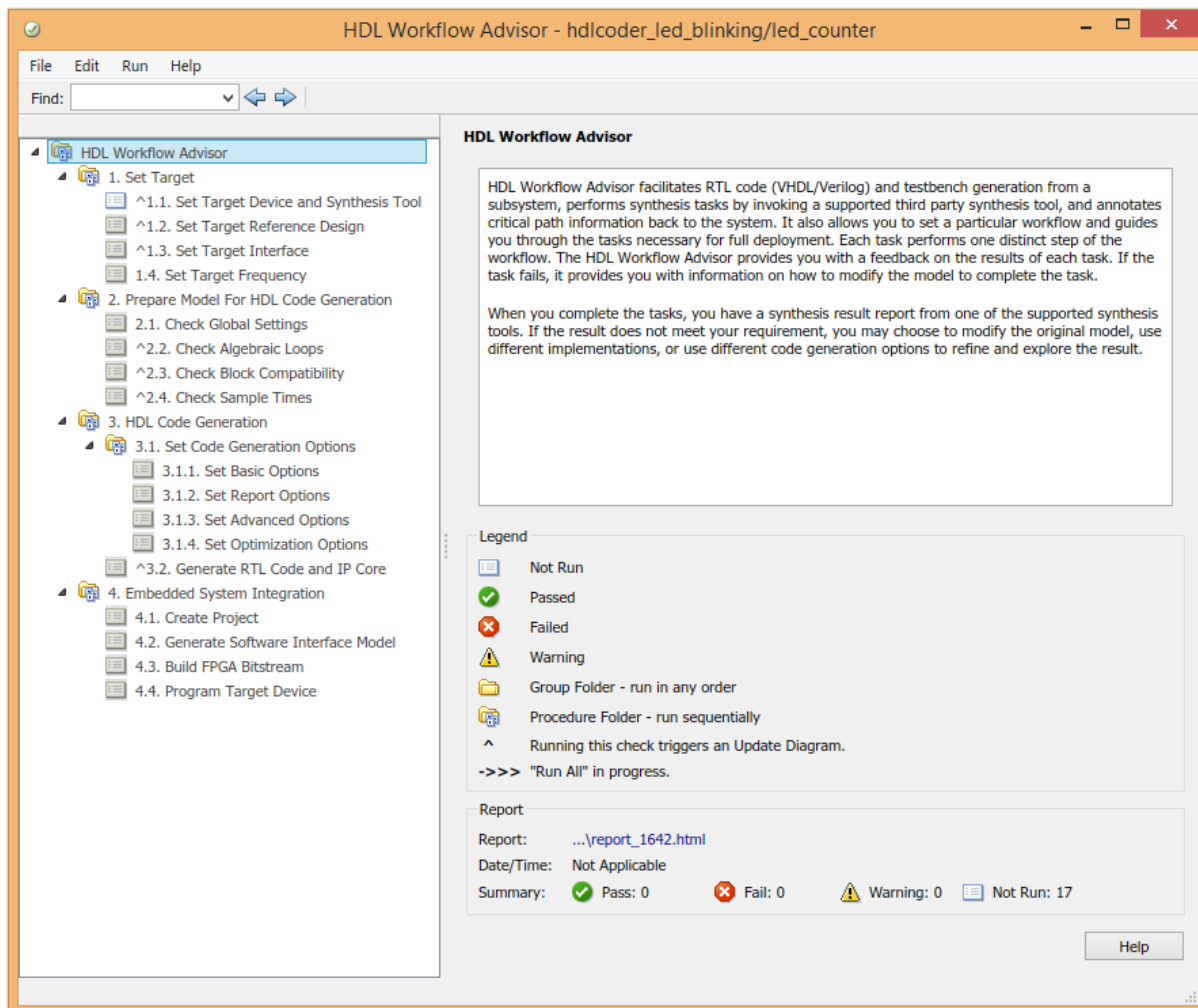 HDL Workflow Advisor - hdlcoder_led_blinking/led_counter
File Edit Run Help
Find:
HDL Workflow Advisor
1. Set Target
^1.1. Set Target Device and Synthesis Tool
^1.2. Set Target Reference Design
^1.3. Set Target Interface
1.4. Set Target Frequency
2. Prepare Model For HDL Code Generation
2.1. Check Global Settings
^2.2. Check Algebraic Loops
^2.3. Check Block Compatibility
^2.4. Check Sample Times
3. HDL Code Generation
3.1. Set Code Generation Options
3.1.1. Set Basic Options
3.1.2. Set Report Options
3.1.3. Set Advanced Options
3.1.4. Set Optimization Options
^3.2. Generate RTL Code and IP Core
4. Embedded System Integration
4.1. Create Project
4.2. Generate Software Interface Model
4.3. Build FPGA Bitstream
4.4. Program Target Device
HDL Workflow Advisor
HDL Workflow Advisor facilitates RTL code (VHDL/Verilog) and testbench generation from a
subsystem, performs synthesis tasks by invoking a supported third party synthesis tool, and annotates
critical path information back to the system. It also allows you to set a particular workflow and guides
you through the tasks necessary for full deployment. Each task performs one distinct step of the
workflow. The HDL Workflow Advisor provides you with a feedback on the results of each task. If the
task fails, it provides you with information on how to modify the model to complete the task.
When you complete the tasks, you have a synthesis result report from one of the supported synthesis
tools. If the result does not meet your requirement, you may choose to modify the original model, use
different implementations, or use different code generation options to refine and explore the result.
Legend
Not Run
Passed
Failed
Warning
Group Folder - run in any order
Procedure Folder - run sequentially
^ Running this check triggers an Update Diagram.
->>> "Run All" in progress.
Report
Report: ...\report_1642.html
Date/Time: Not Applicable
Summary: Pass: 0 Fail: 0 Warning: 0 Not Run: 17
Help